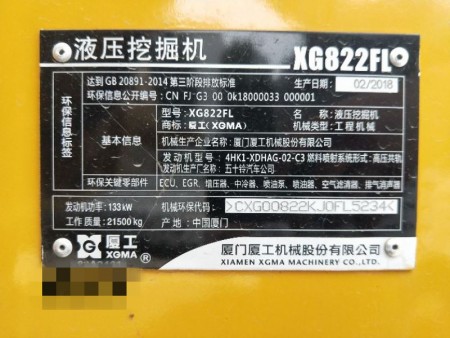 液压挖掘机 XG822FL
达到 GB 20891-2014 第三阶段排放标准 生产日期： 02/2018
环保信息公开编号：CN FJ G3 00 0k18000033 000001
环保信息标签
基本信息
型号：XG822FL 名称：液压挖掘机
商标：厦工（XGMA） 机械类型：工程机械
机械生产企业名称：厦门厦工机械股份有限公司
发动机型号：4HK1-XDHAG-02-C3 燃料喷射系统形式：高压共轨
发动机生产企业名称：五十铃汽车公司
环保关键零部件 ECU, EGR, 增压器、中冷器、喷油泵、喷油器、空气滤清器、排气消声器
发动机功率：133kW 机械环保代码：
>CXG00822KJ0FL5234<
工作质量：21500kg 产地：中国厦门
厦工
XGMA
®
厦门厦工机械股份有限公司
XIAMEN XGMA MACHINERY CO.,LTD.